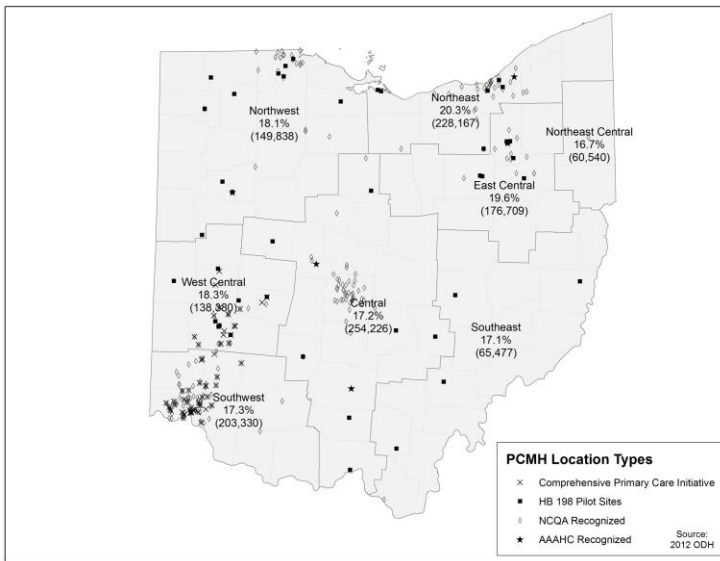 Northwest
18.1%
(149,838)
Northeast
20.3%
(228,167)
Northeast Central
16.7%
(60,540)
East Central
19.6%
(176,709)
West Central
18.3%
(138,380)
Central
17.2%
(254,226)
Southeast
17.1%
(65,477)
Southwest
17.3%
(203,330)
PCMH Location Types
Comprehensive Primary Care Initiative
HB 198 Pilot Sites
NCQA Recognized
AAAHC Recognized
Source:
2012 ODH